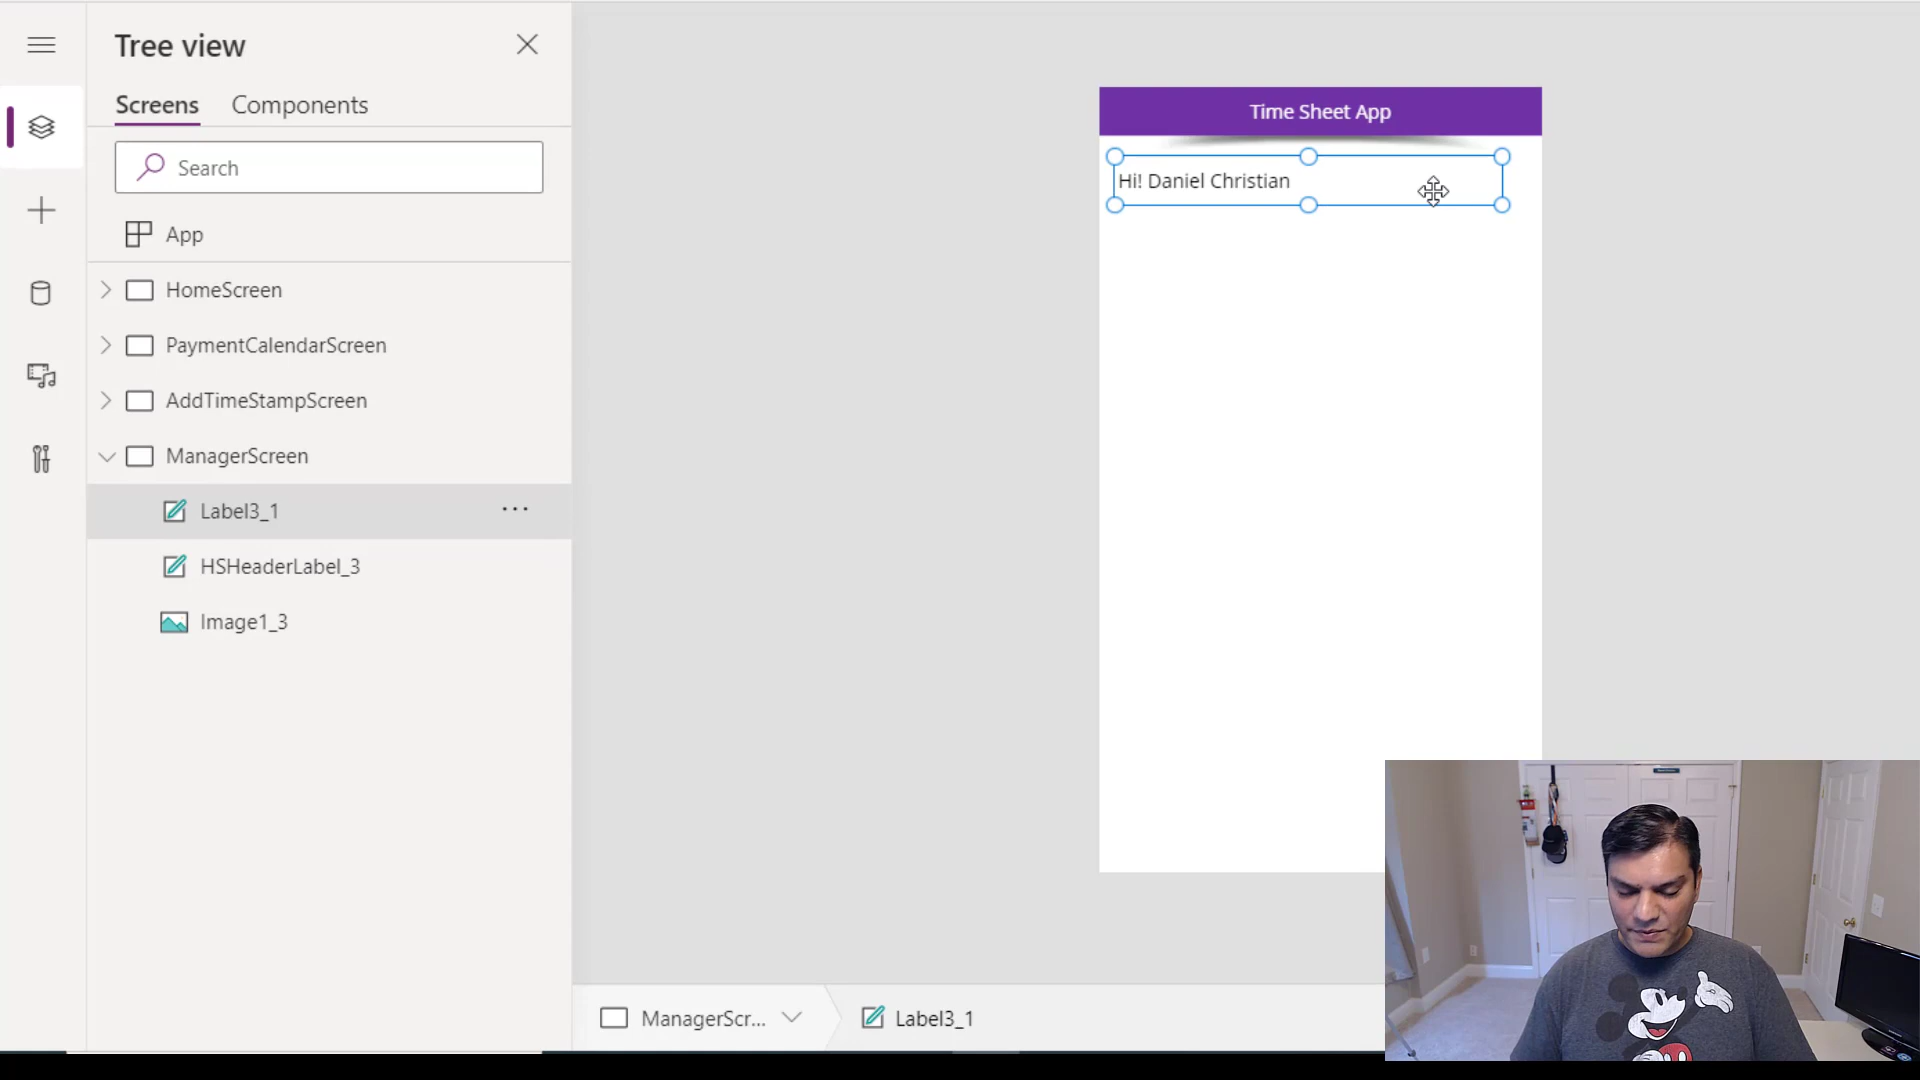 Tree view
Screens
Components
Search
App
HomeScreen
PaymentCalendarScreen
AddTimeStampScreen
ManagerScreen
Label3_1
HSHeaderLabel_3
Image1_3
Time Sheet App
Hi! Daniel Christian
ManagerScr...
Label3_1